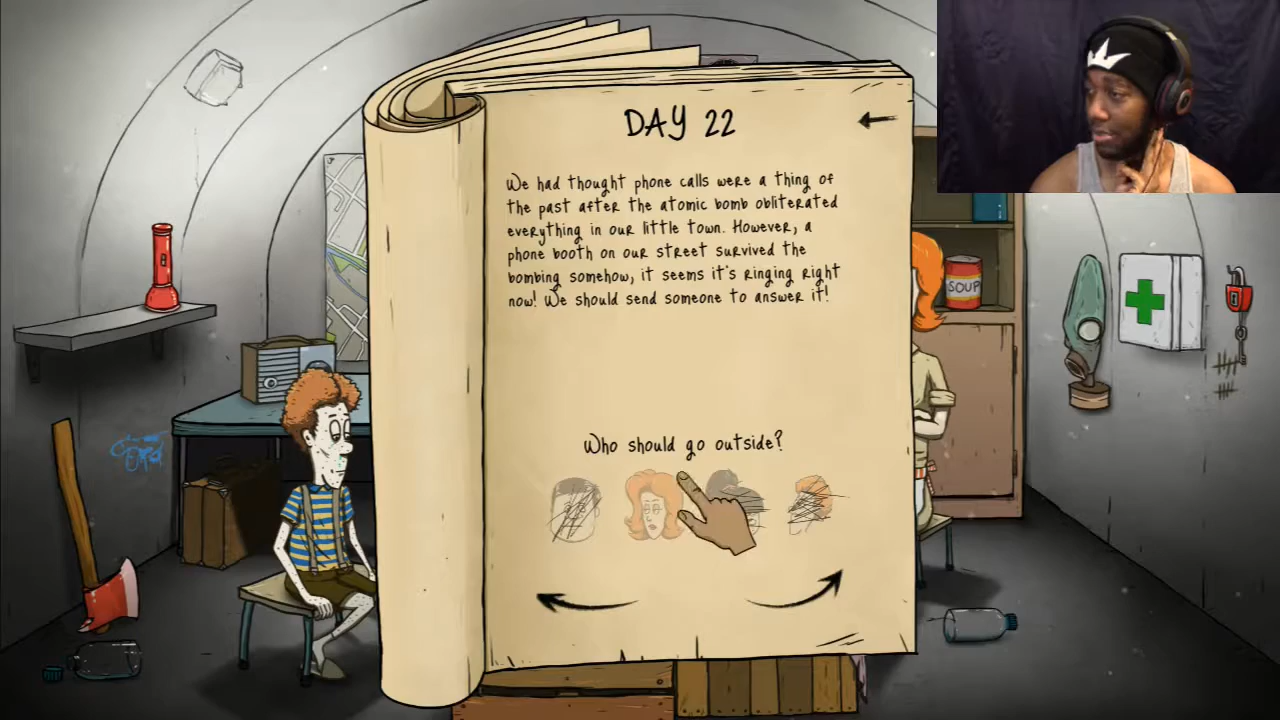 DAY 22
We had thought phone calls were a thing of
the past after the atomic bomb obliterated
everything in our little town. However, a
phone booth on our street survived the
bombing somehow, it seems it's ringing right
now! We should send someone to answer it!
SOUP
Who should go outside?